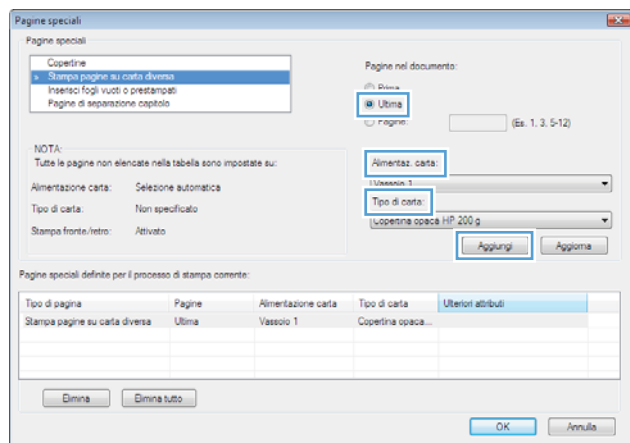 Pagine speciali
Pagine speciali
Copertine
» Stampa pagine su carta diversa
Inserisci fogli vuoti o prestampati
Pagine di separazione capitolo
Pagine nel documento:
Prima
Ultima
Pagine:
(Es. 1, 3, 5-12)
NOTA:
Tutte le pagine non elencate nella tabella sono impostate su:
Alimentazione carta: Selezione automatica
Tipo di carta: Non specificato
Stampa fronte/retro: Attivato
Alimentaz. carta:
Vassoio 1
Tipo di carta:
Copertina opaca HP 200 g
Aggiungi Aggiorna
Pagine speciali definite per il processo di stampa corrente:
Tipo di pagina Pagine Alimentazione carta Tipo di carta Ulteriori attributi
Stampa pagine su carta diversa Ultima Vassoio 1 Copertina opaca...
Elimina Elimina tutto
OK Annulla